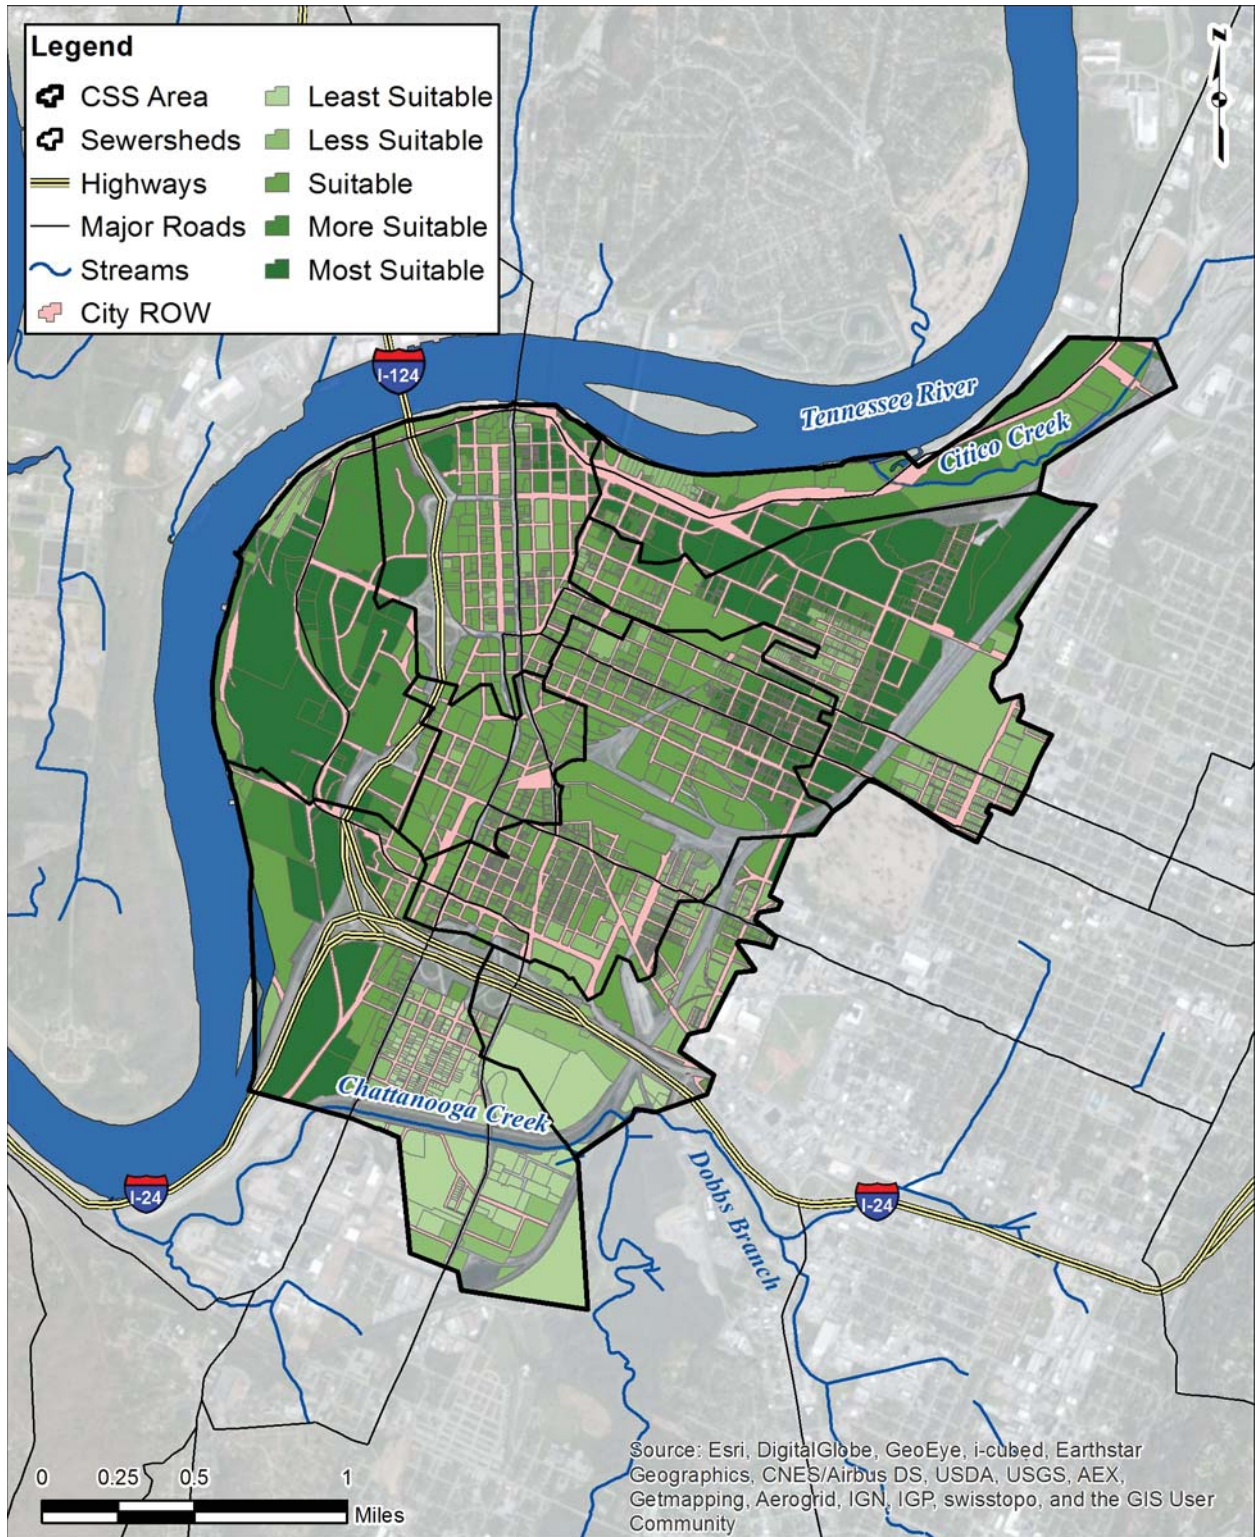 Legend
CSS Area
Least Suitable
Sewersheds
Less Suitable
Highways
Suitable
Major Roads
More Suitable
Streams
Most Suitable
City ROW
N
I-124
Tennessee River
Citico Creek
Chattanooga Creek
Dobbs Branch
I-24
I-24
0 0.25 0.5 1
Miles
Source: Esri, DigitalGlobe, GeoEye, i-cubed, Earthstar
Geographics, CNES/Airbus DS, USDA, USGS, AEX,
Getmapping, Aerogrid, IGN, IGP, swisstopo, and the GIS User
Community